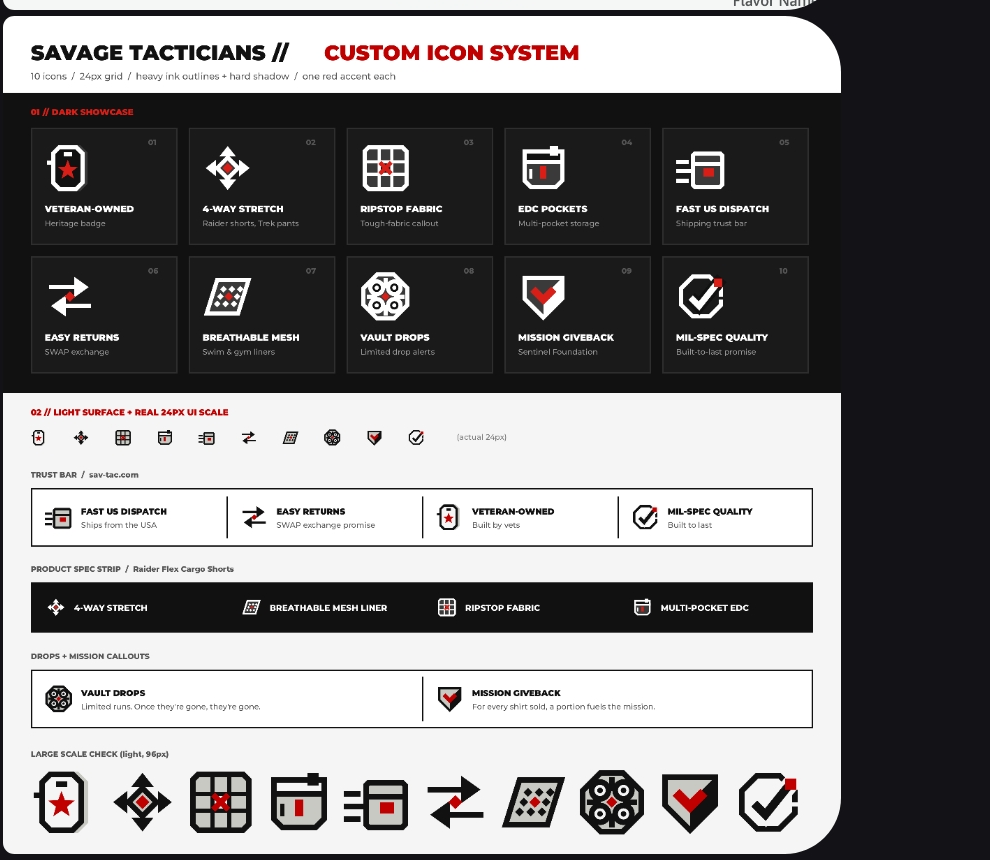 Flavor Name
SAVAGE TACTICIANS // CUSTOM ICON SYSTEM
10 icons / 24px grid / heavy ink outlines + hard shadow / one red accent each
01 // DARK SHOWCASE
01 02 03 04 05
VETERAN-OWNED 4-WAY STRETCH RIPSTOP FABRIC EDC POCKETS FAST US DISPATCH
Heritage badge Raider shorts, Trek pants Tough-fabric callout Multi-pocket storage Shipping trust bar
06 07 08 09 10
EASY RETURNS BREATHABLE MESH VAULT DROPS MISSION GIVEBACK MIL-SPEC QUALITY
SWAP exchange Swim & gym liners Limited drop alerts Sentinel Foundation Built-to-last promise
02 // LIGHT SURFACE + REAL 24PX UI SCALE
(actual 24px)
TRUST BAR / sav-tac.com
FAST US DISPATCH EASY RETURNS VETERAN-OWNED MIL-SPEC QUALITY
Ships from the USA SWAP exchange promise Built by vets Built to last
PRODUCT SPEC STRIP / Raider Flex Cargo Shorts
4-WAY STRETCH BREATHABLE MESH LINER RIPSTOP FABRIC MULTI-POCKET EDC
DROPS + MISSION CALLOUTS
VAULT DROPS MISSION GIVEBACK
Limited runs. Once they're gone, they're gone. For every shirt sold, a portion fuels the mission.
LARGE SCALE CHECK (light, 96px)